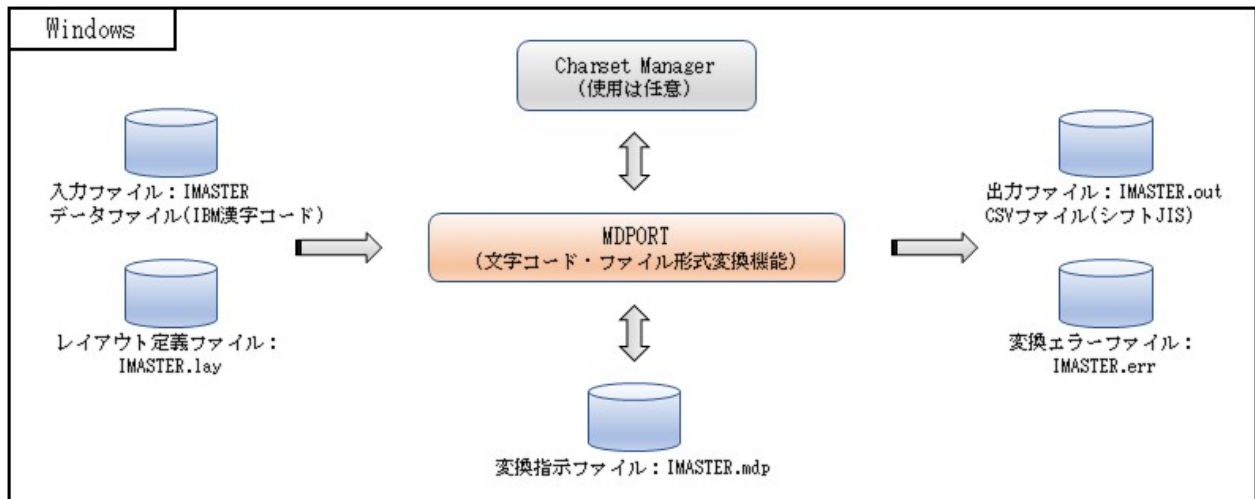 Windows
Charset Manager
(使用は任意)
入力ファイル：IMASTER
データファイル(IBM漢字コード)
レイアウト定義ファイル：
IMASTER.lay
MDPORT
(文字コード・ファイル形式変換機能)
変換指示ファイル：IMASTER.mdp
出力ファイル：IMASTER.out
CSVファイル(シフトJIS)
変換エラーファイル：
IMASTER.err